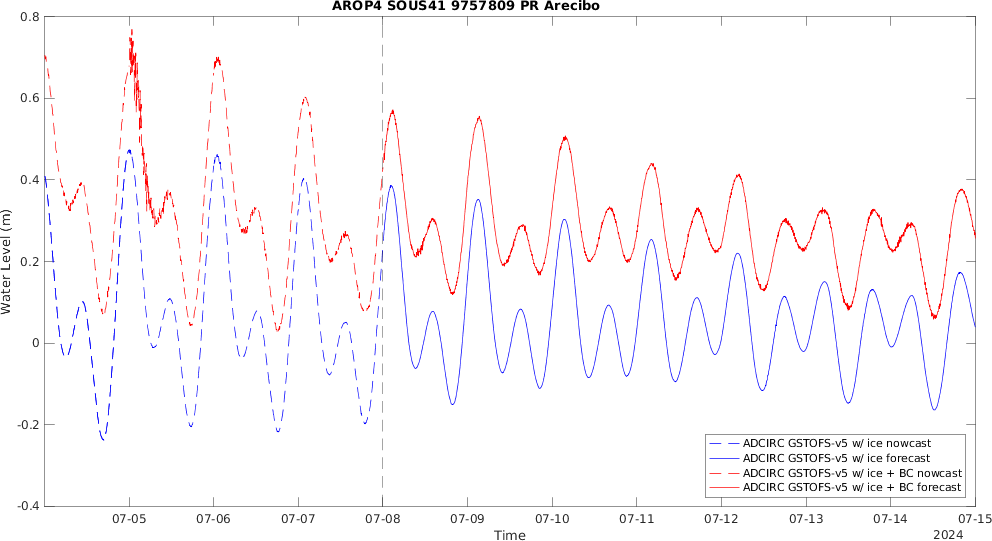 AROP4 SOUS41 9757809 PR Arecibo
0.8
0.6
0.4
0.2
0
-0.2
-0.4
Water Level (m)
ADCIRC GSTOFS-v5 w/ ice nowcast
ADCIRC GSTOFS-v5 w/ ice forecast
ADCIRC GSTOFS-v5 w/ ice + BC nowcast
ADCIRC GSTOFS-v5 w/ ice + BC forecast
07-05 07-06 07-07 07-08 07-09 07-10 07-11 07-12 07-13 07-14 07-15
Time
2024